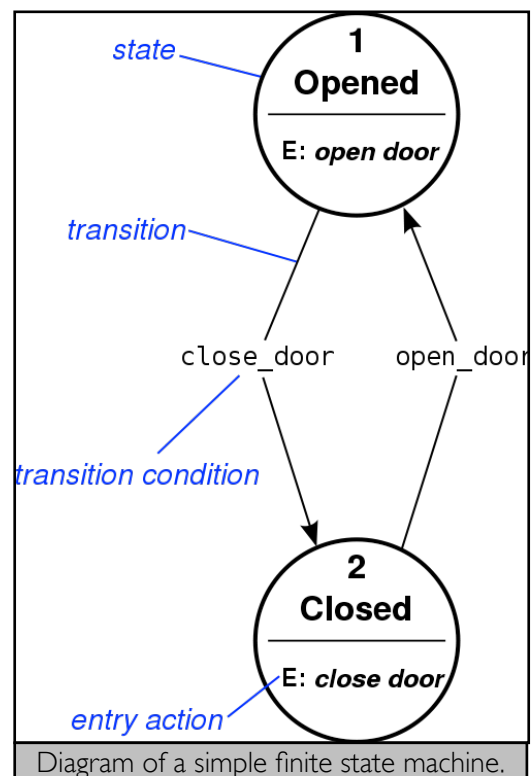 state
1
Opened
E: open door
transition
close_door
open_door
transition condition
2
Closed
E: close door
entry action
Diagram of a simple finite state machine.